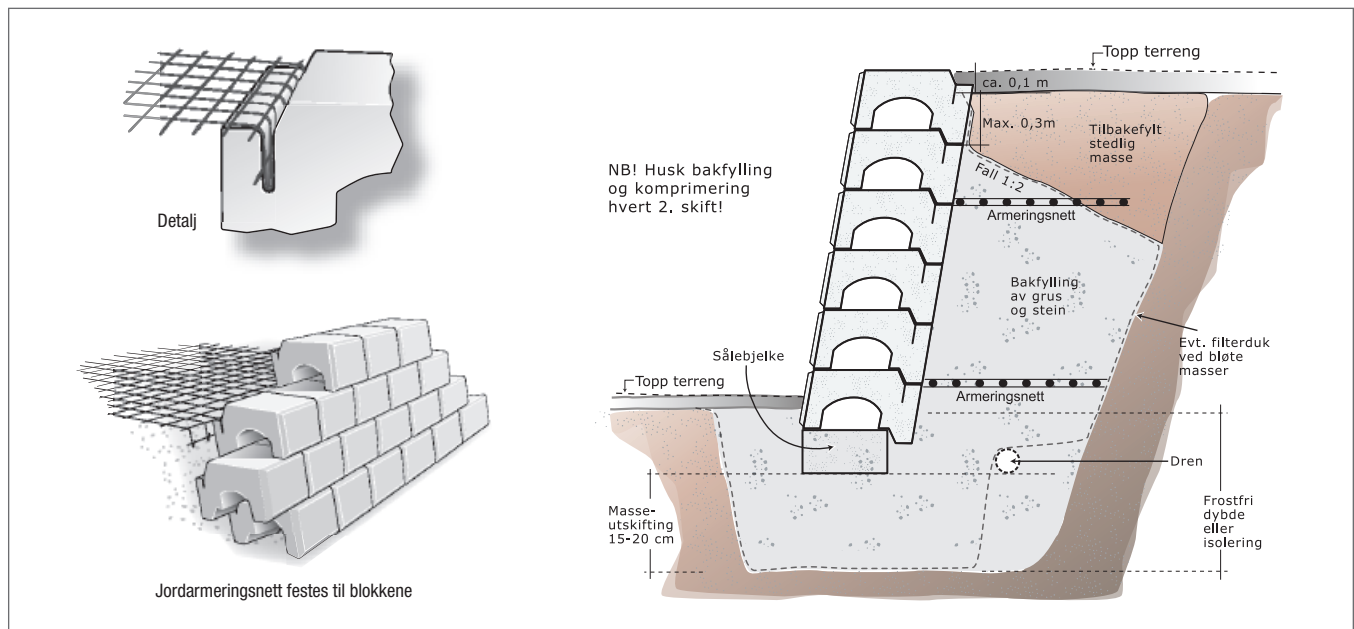 Detalj
Jordarmeringsnett festes til blokkene
NB! Husk bakfylling
og komprimering
hvert 2. skift!
Topp terreng
ca. 0,1 m
Max. 0,3m
Tilbakefylt
stedlig
masse
Fall 1:2
Armeringsnett
Bakfylling
av grus
og stein
Evt. filterduk
ved bløte
masser
Sålebjelke
Topp terreng
Armeringsnett
Dren
Masse-
utskifting
15-20 cm
Frostfri
dybde
eller
isolering